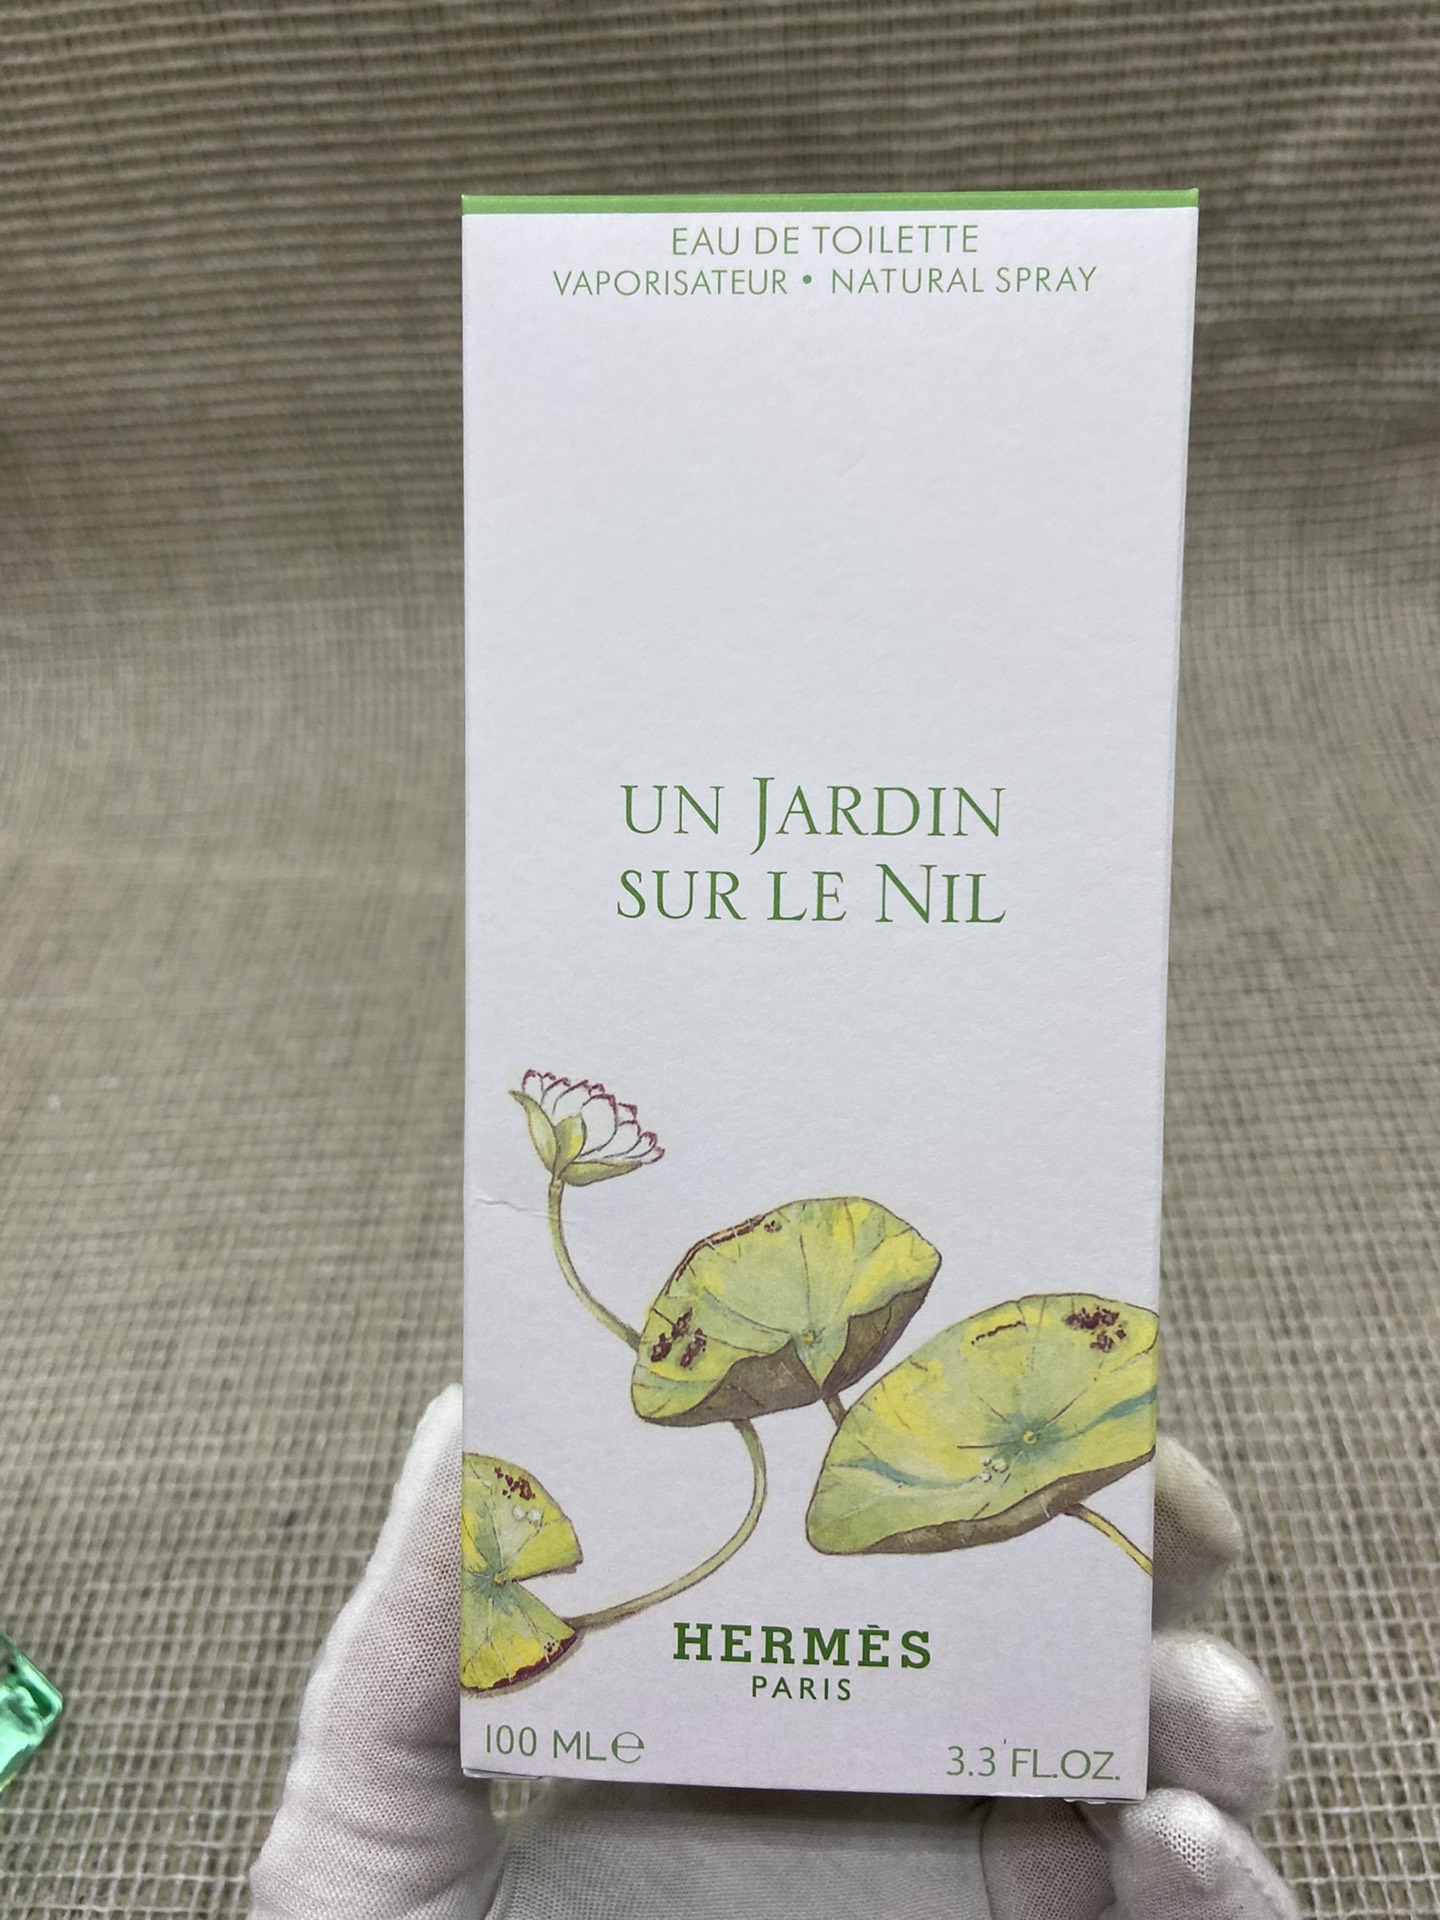 EAU DE TOILETTE
VAPORISATEUR • NATURAL SPRAY
UN JARDIN
SUR LE NIL
HERMÈS
PARIS
100 ML℮
3.3 FL.OZ.